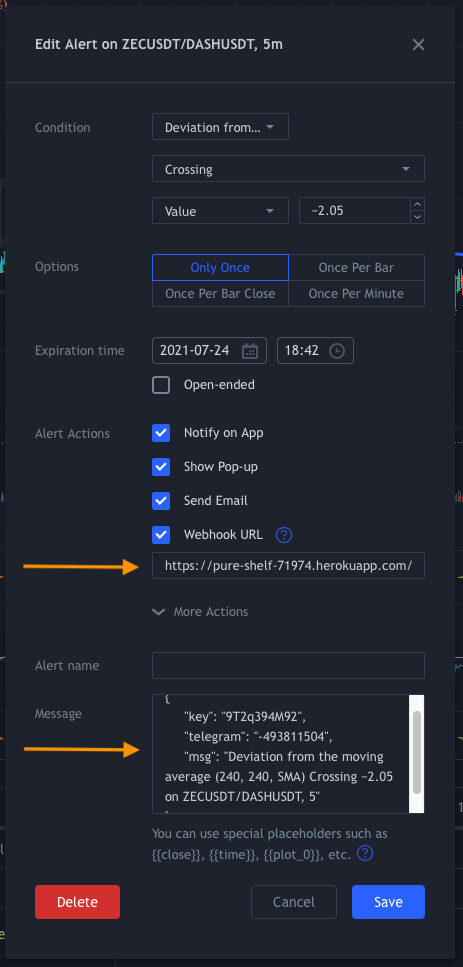 Edit Alert on ZECUSDT/DASHUSDT, 5m
Condition
Deviation from...
Crossing
Value
−2.05
Options
Only Once
Once Per Bar
Once Per Bar Close
Once Per Minute
Expiration time
2021-07-24
18:42
Open-ended
Alert Actions
Notify on App
Show Pop-up
Send Email
Webhook URL
https://pure-shelf-71974.herokuapp.com/
More Actions
Alert name
Message
{
"key": "9T2q394M92",
"telegram": "-493811504",
"msg": "Deviation from the moving
average (240, 240, SMA) Crossing −2.05
on ZECUSDT/DASHUSDT, 5"
}
You can use special placeholders such as
{{close}}, {{time}}, {{plot_0}}, etc.
Delete
Cancel
Save